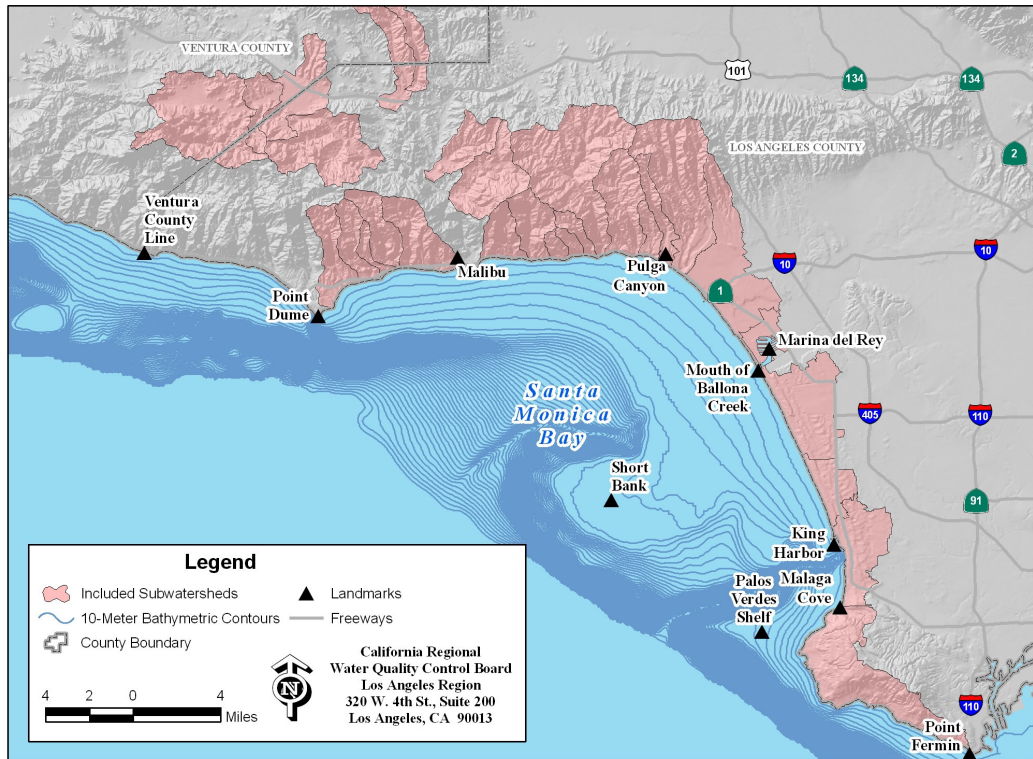 VENTURA COUNTY
101
134
134
2
LOS ANGELES COUNTY
Ventura
County
Line
Malibu
Pulga
Canyon
10
10
1
Point
Dume
Marina del Rey
Mouth of
Ballona
Creek
405
110
Santa
Monica
Bay
Short
Bank
91
King
Harbor
Malaga
Cove
Palos
Verdes
Shelf
110
Point
Fermin
Legend
Included Subwatersheds
Landmarks
10-Meter Bathymetric Contours
Freeways
County Boundary
N
California Regional
Water Quality Control Board
Los Angeles Region
320 W. 4th St., Suite 200
Los Angeles, CA 90013
4 2 0 4
Miles